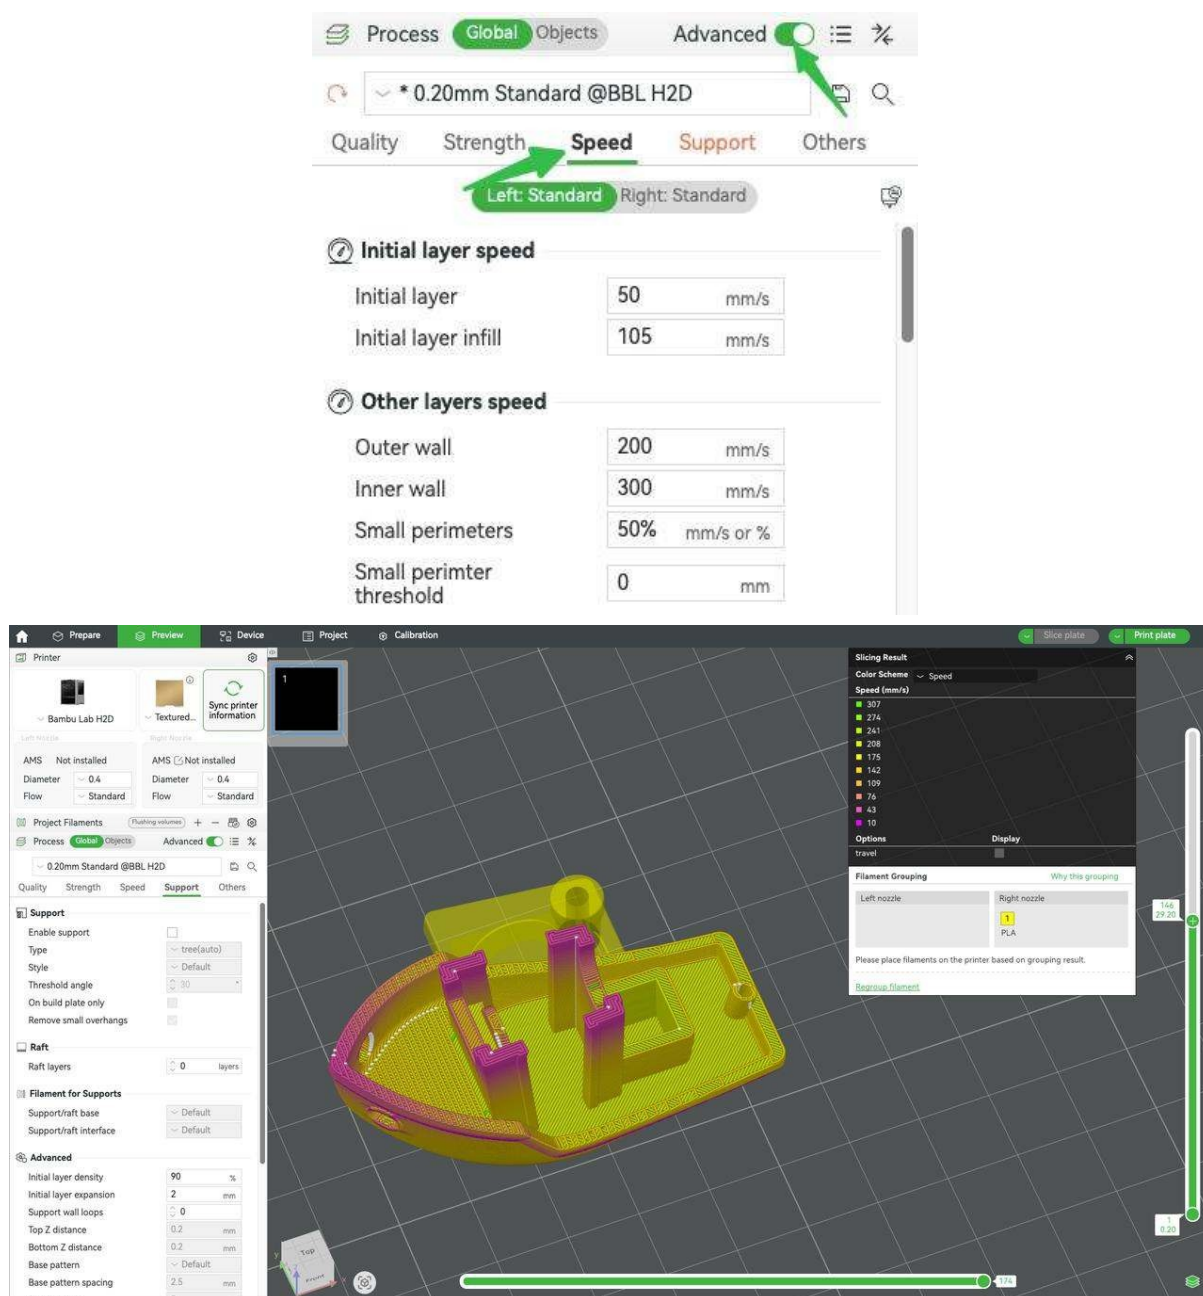 Process Global Objects Advanced
* 0.20mm Standard @BBL H2D
Quality Strength Speed Support Others
Left: Standard Right: Standard
Initial layer speed
Initial layer 50 mm/s
Initial layer infill 105 mm/s
Other layers speed
Outer wall 200 mm/s
Inner wall 300 mm/s
Small perimeters 50% mm/s or %
Small perimter
threshold 0 mm
Prepare Preview Device Project Calibration Slice plate Print plate
Printer
Bambu Lab H2D Textured... Sync printer
information
Left Nozzle Right Nozzle
AMS Not installed AMS Not installed
Diameter 0.4 Diameter 0.4
Flow Standard Flow Standard
Project Filaments Flushing volumes + −
Process Global Objects Advanced
0.20mm Standard @BBL H2D
Quality Strength Speed Support Others
Support
Enable support
Type tree(auto)
Style Default
Threshold angle 30 °
On build plate only
Remove small overhangs
Raft
Raft layers 0 layers
Filament for Supports
Support/raft base Default
Support/raft interface Default
Advanced
Initial layer density 90 %
Initial layer expansion 2 mm
Support wall loops 0
Top Z distance 0.2 mm
Bottom Z distance 0.2 mm
Base pattern Default
Base pattern spacing 2.5 mm
1
Slicing Result
Color Scheme Speed
Speed (mm/s)
307
274
241
208
175
142
109
76
43
10
Options Display
travel
Filament Grouping Why this grouping
Left nozzle Right nozzle
1
PLA
Please place filaments on the printer based on grouping result.
Regroup filament
146
29.20
1
0.20
Top
Front
y
z
x
174